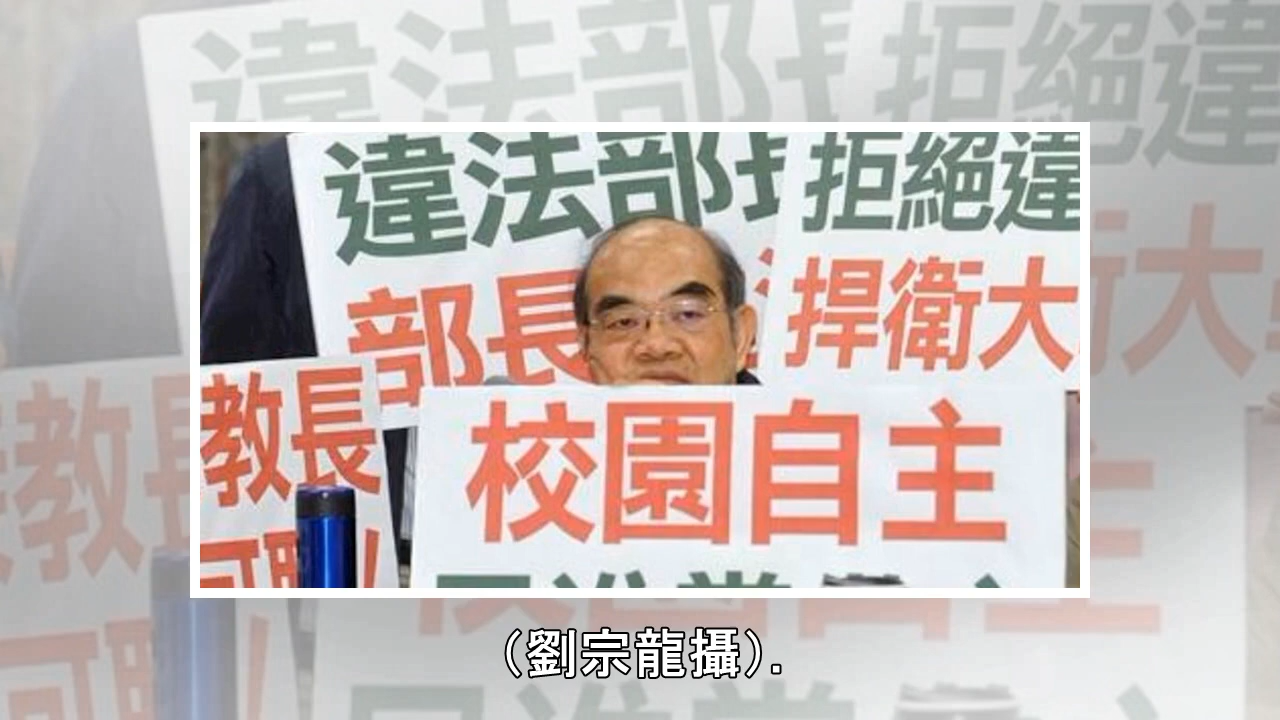 違法部
拒絕違
部長
捍衛大
教長
校園自主
(劉宗龍攝).